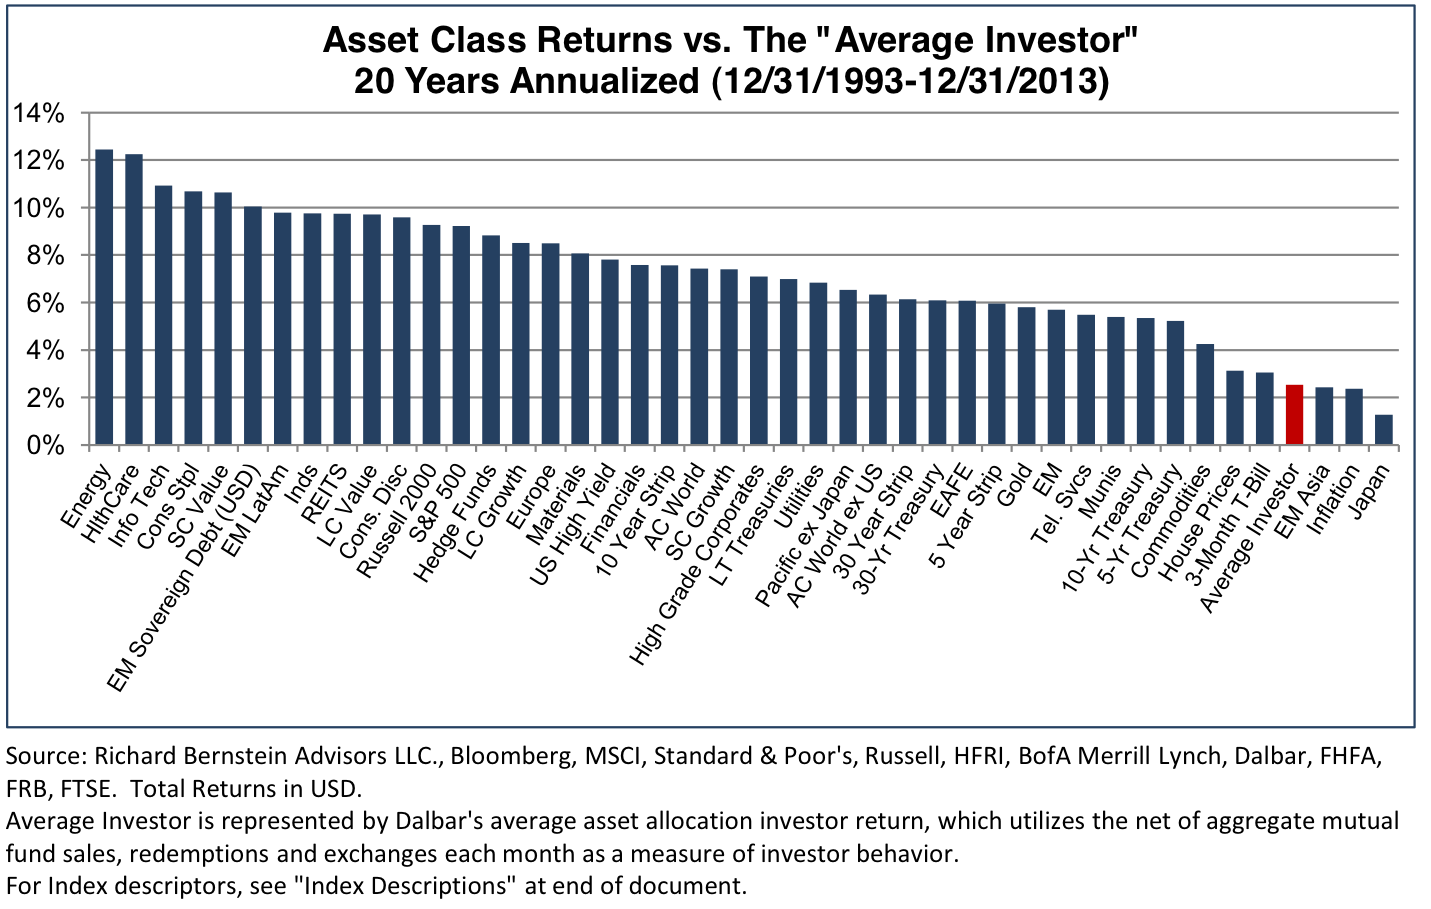 Asset Class Returns vs. The "Average Investor"
20 Years Annualized (12/31/1993-12/31/2013)
14%
12%
10%
8%
6%
4%
2%
0%
Energy
HlthCare
Info Tech
Cons Stpl
SC Value
EM Sovereign Debt (USD)
EM LatAm
Inds
REITS
LC Value
Cons. Disc
Russell 2000
S&P 500
Hedge Funds
LC Growth
Europe
Materials
US High Yield
Financials
10 Year Strip
AC World
SC Growth
High Grade Corporates
LT Treasuries
Utilities
Pacific ex Japan
AC World ex US
30 Year Strip
30-Yr Treasury
EAFE
5 Year Strip
Gold
EM
Tel. Svcs
Munis
10-Yr Treasury
5-Yr Treasury
Commodities
House Prices
3-Month T-Bill
Average Investor
EM Asia
Inflation
Japan
Source: Richard Bernstein Advisors LLC., Bloomberg, MSCI, Standard & Poor's, Russell, HFRI, BofA Merrill Lynch, Dalbar, FHFA,
FRB, FTSE.  Total Returns in USD.
Average Investor is represented by Dalbar's average asset allocation investor return, which utilizes the net of aggregate mutual
fund sales, redemptions and exchanges each month as a measure of investor behavior.
For Index descriptors, see "Index Descriptions" at end of document.